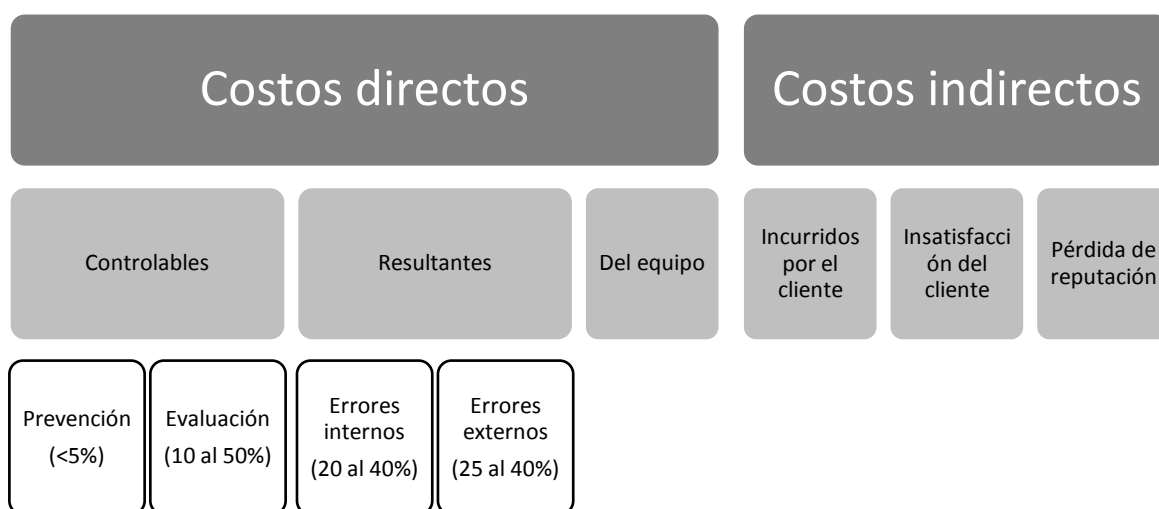 Costos directos
Costos indirectos
Controlables
Resultantes
Del equipo
Incurridos
por el
cliente
Insatisfacci
ón del
cliente
Pérdida de
reputación
Prevención
(<5%)
Evaluación
(10 al 50%)
Errores
internos
(20 al 40%)
Errores
externos
(25 al 40%)